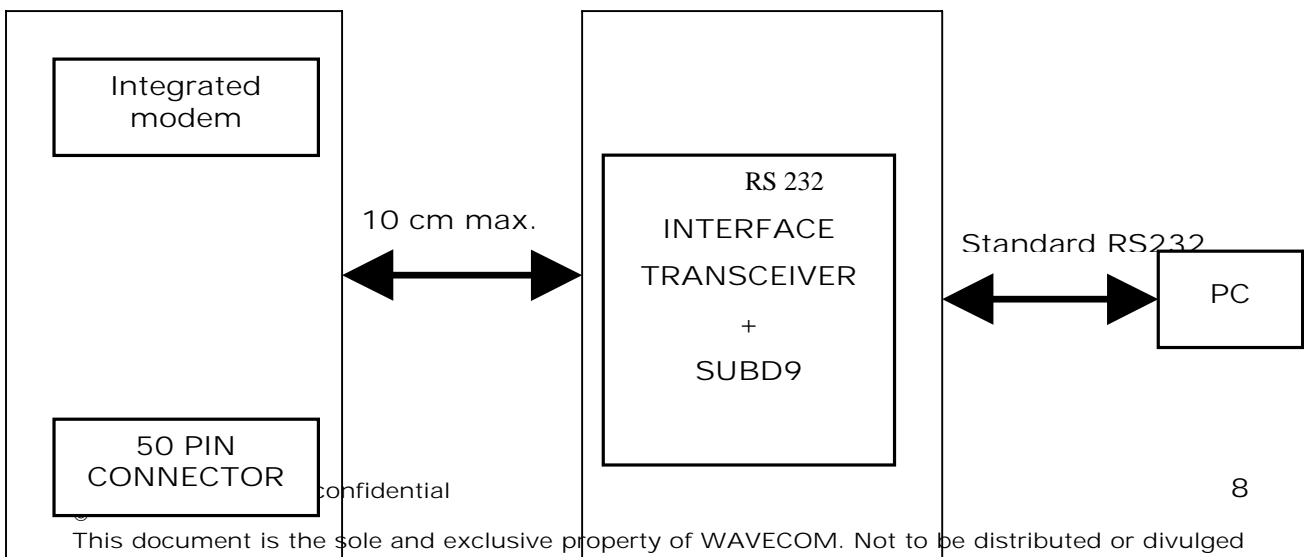 Integrated
modem
10 cm max.
RS 232
INTERFACE
TRANSCEIVER
+
SUBD9
Standard RS232
PC
50 PIN
CONNECTOR
confidential
8
©
This document is the sole and exclusive property of WAVECOM. Not to be distributed or divulged